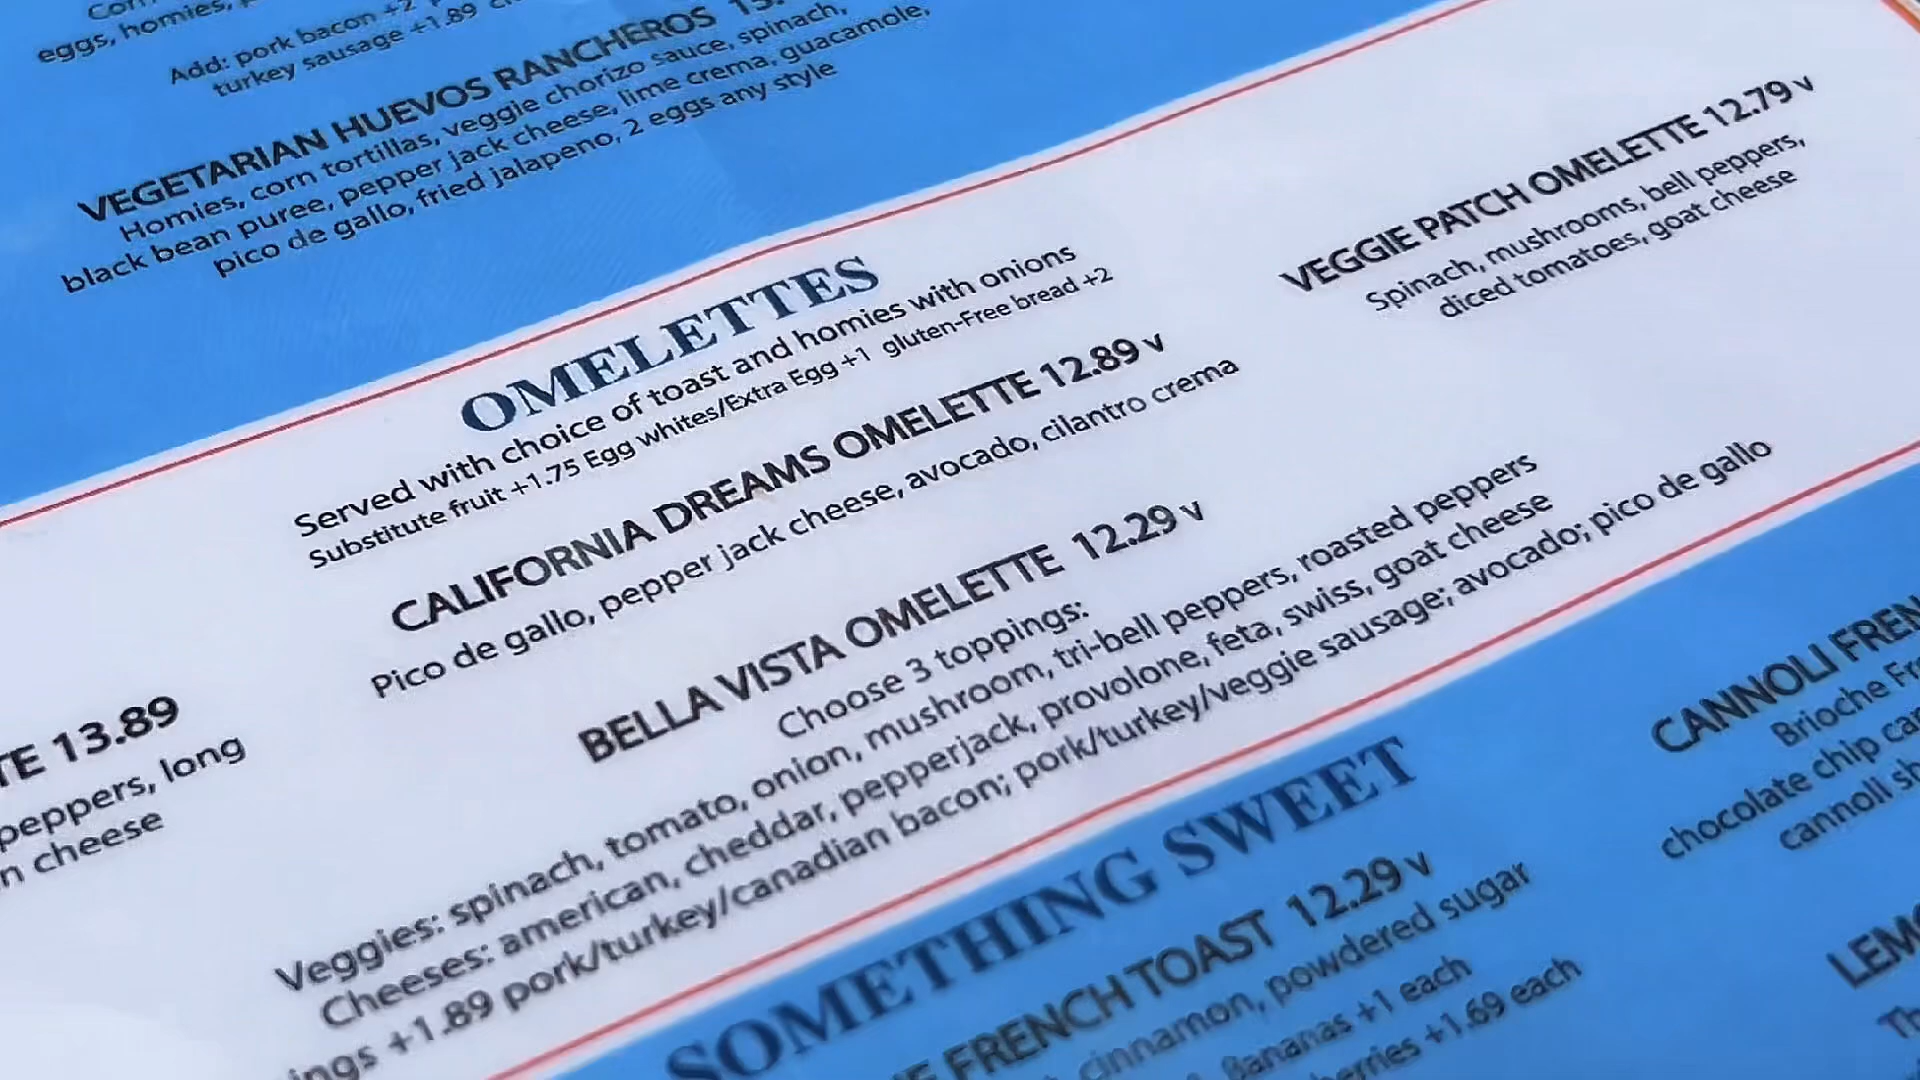 eggs, homies,
Add: pork bacon +2
turkey sausage +1.89
VEGETARIAN HUEVOS RANCHEROS
Homies, corn tortillas, veggie chorizo sauce, spinach,
black bean puree, pepper jack cheese, lime crema, guacamole,
pico de gallo, fried jalapeno, 2 eggs any style
OMELETTES
Served with choice of toast and homies with onions
Substitute fruit +1.75 Egg whites/Extra Egg +1 gluten-Free bread +2
CALIFORNIA DREAMS OMELETTE 12.89 v
Pico de gallo, pepper jack cheese, avocado, cilantro crema
BELLA VISTA OMELETTE 12.29 v
Choose 3 toppings:
Veggies: spinach, tomato, onion, mushroom, tri-bell peppers, roasted peppers
Cheeses: american, cheddar, pepperjack, provolone, feta, swiss, goat cheese
+1.89 pork/turkey/canadian bacon; pork/turkey/veggie sausage; avocado; pico de gallo
VEGGIE PATCH OMELETTE 12.79 v
Spinach, mushrooms, bell peppers,
diced tomatoes, goat cheese
13.89
peppers, long
cheese
SOMETHING SWEET
FRENCH TOAST 12.29 v
cinnamon, powdered sugar
Bananas +1 each
+1.69 each
CANNOLI
Brioche
chocolate chip
cannoli